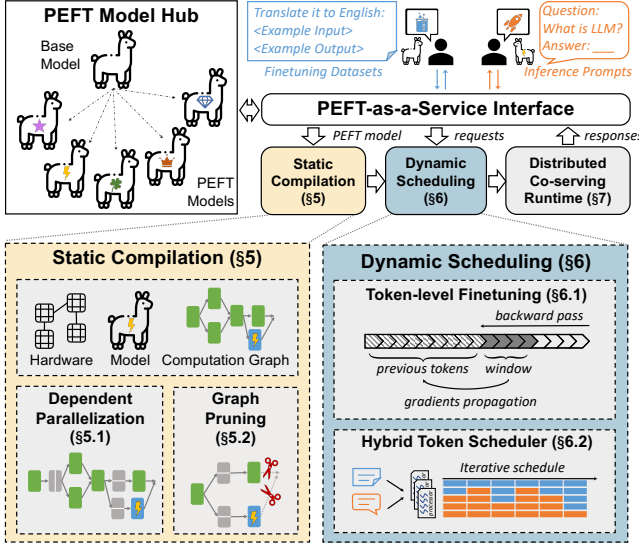 PEFT Model Hub
Base
Model
PEFT
Models
Translate it to English:
<Example Input>
<Example Output>
Finetuning Datasets
Question:
What is LLM?
Answer: ___
Inference Prompts
PEFT-as-a-Service Interface
PEFT model
requests
responses
Static
Compilation
(§5)
Dynamic
Scheduling
(§6)
Distributed
Co-serving
Runtime (§7)
Static Compilation (§5)
Hardware
Model
Computation Graph
Dependent
Parallelization
(§5.1)
Graph
Pruning
(§5.2)
Dynamic Scheduling (§6)
Token-level Finetuning (§6.1)
backward pass
previous tokens
window
gradients propagation
Hybrid Token Scheduler (§6.2)
Iterative schedule